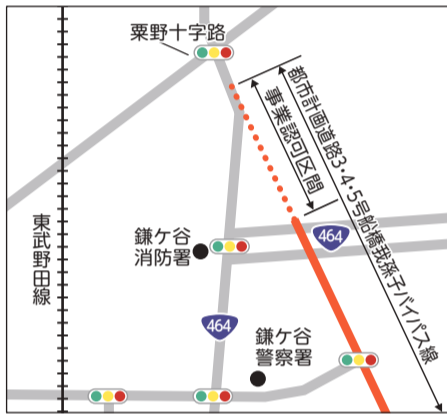 粟野十字路
都市計画道路3・4・5号船橋我孫子バイパス線
事業認可区間
東武野田線
鎌ケ谷
消防署
464
464
鎌ケ谷
警察署